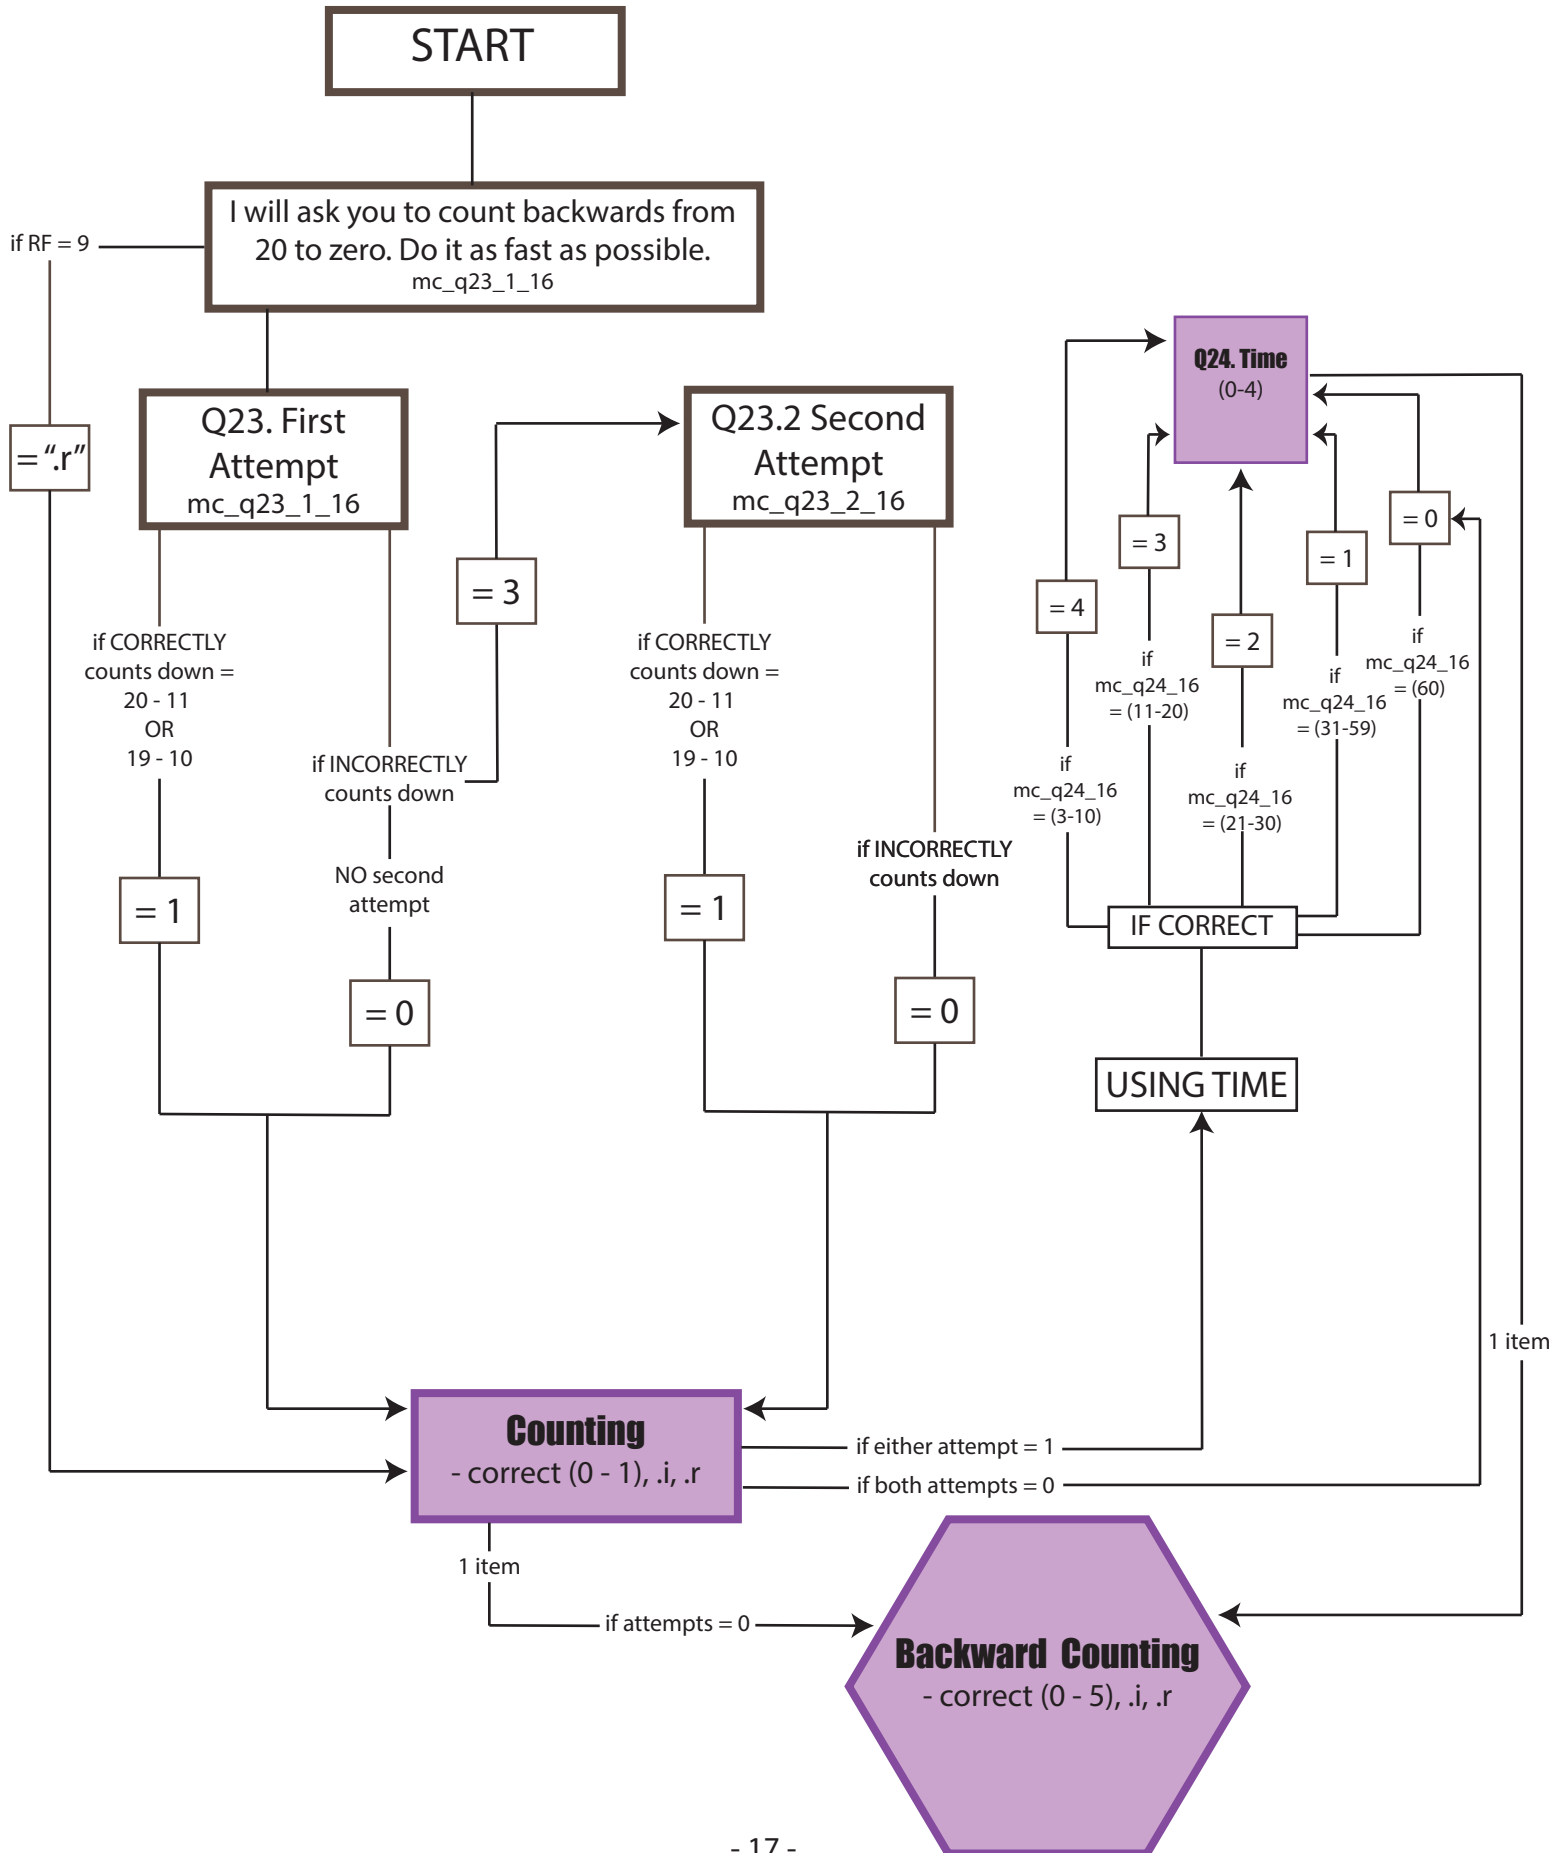 START
I will ask you to count backwards from
20 to zero. Do it as fast as possible.
mc_q23_1_16
if RF = 9
= “.r”
Q23. First
Attempt
mc_q23_1_16
if CORRECTLY
counts down =
20 - 11
OR
19 - 10
= 1
if INCORRECTLY
counts down
NO second
attempt
= 0
= 3
Q23.2 Second
Attempt
mc_q23_2_16
if CORRECTLY
counts down =
20 - 11
OR
19 - 10
= 1
if INCORRECTLY
counts down
= 0
Q24. Time
(0-4)
= 4
if
mc_q24_16
= (3-10)
= 3
if
mc_q24_16
= (11-20)
= 2
if
mc_q24_16
= (21-30)
= 1
if
mc_q24_16
= (31-59)
= 0
if
mc_q24_16
= (60)
IF CORRECT
USING TIME
1 item
Counting
- correct (0 - 1), .i, .r
if either attempt = 1
if both attempts = 0
1 item
if attempts = 0
Backward Counting
- correct (0 - 5), .i, .r
- 17 -